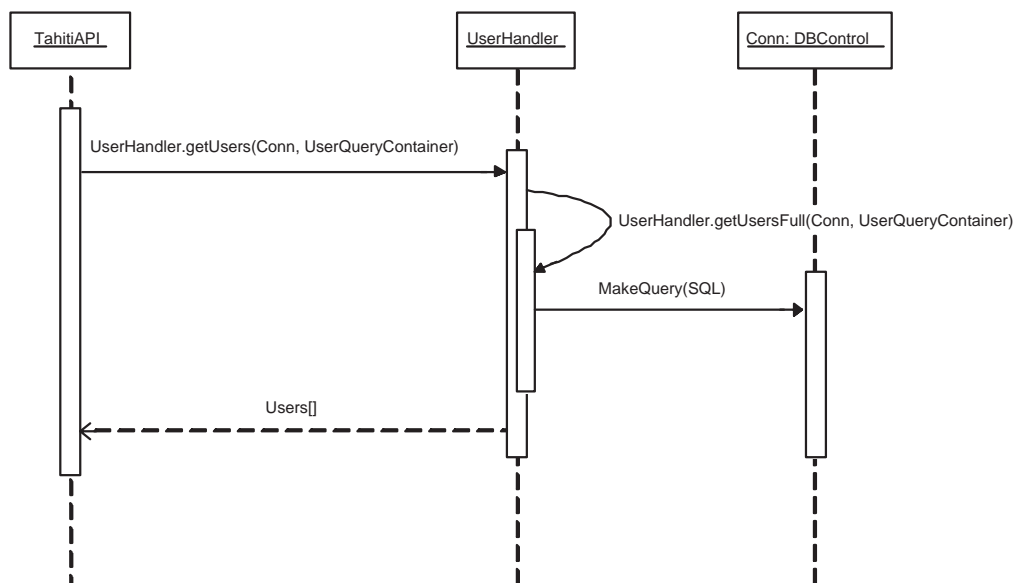 TahitiAPI
UserHandler
Conn: DBControl
UserHandler.getUsers(Conn, UserQueryContainer)
UserHandler.getUsersFull(Conn, UserQueryContainer)
MakeQuery(SQL)
Users[]